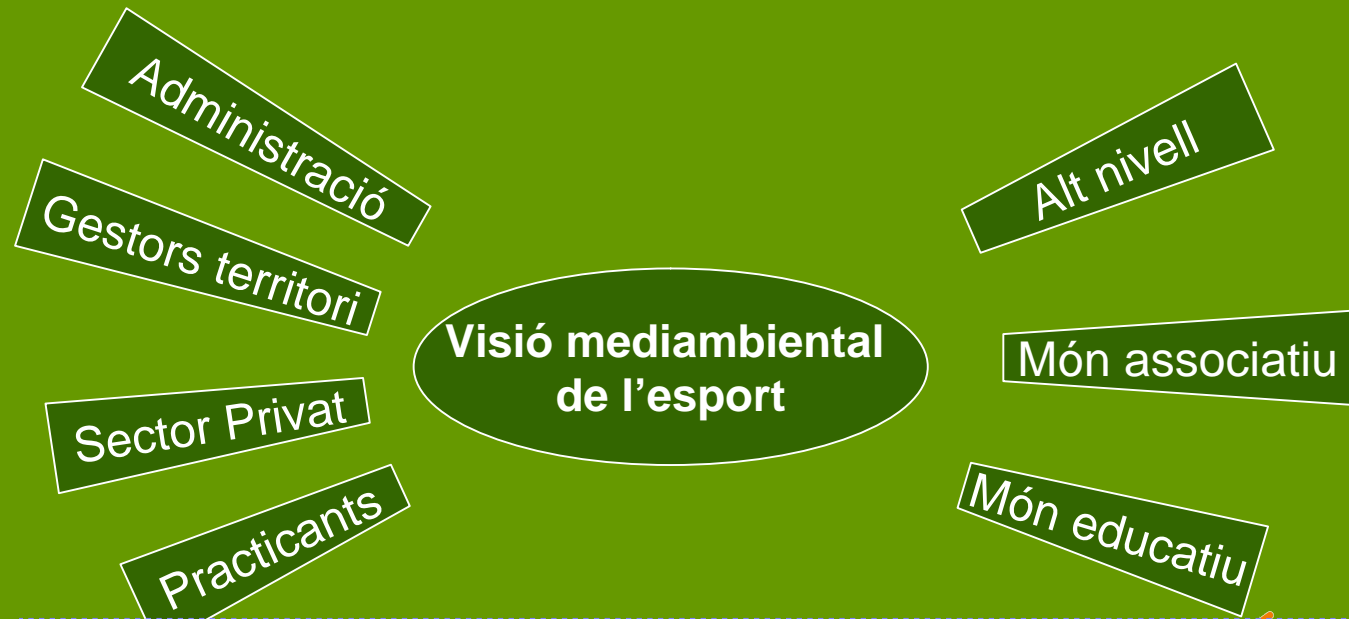 Administració
Gestors territori
Sector Privat
Practicants
Visió mediambiental
de l’esport
Alt nivell
Món associatiu
Món educatiu